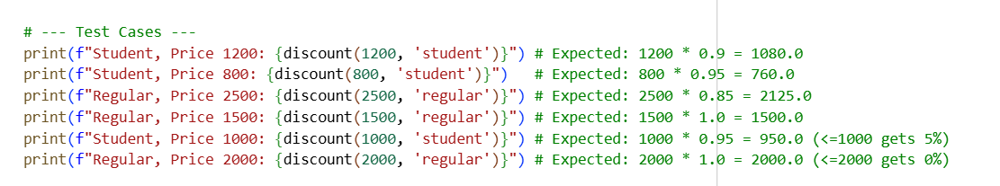 # --- Test Cases ---
print(f"Student, Price 1200: {discount(1200, 'student')}") # Expected: 1200 * 0.9 = 1080.0
print(f"Student, Price 800: {discount(800, 'student')}")   # Expected: 800 * 0.95 = 760.0
print(f"Regular, Price 2500: {discount(2500, 'regular')}") # Expected: 2500 * 0.85 = 2125.0
print(f"Regular, Price 1500: {discount(1500, 'regular')}") # Expected: 1500 * 1.0 = 1500.0
print(f"Student, Price 1000: {discount(1000, 'student')}") # Expected: 1000 * 0.95 = 950.0 (<=1000 gets 5%)
print(f"Regular, Price 2000: {discount(2000, 'regular')}") # Expected: 2000 * 1.0 = 2000.0 (<=2000 gets 0%)